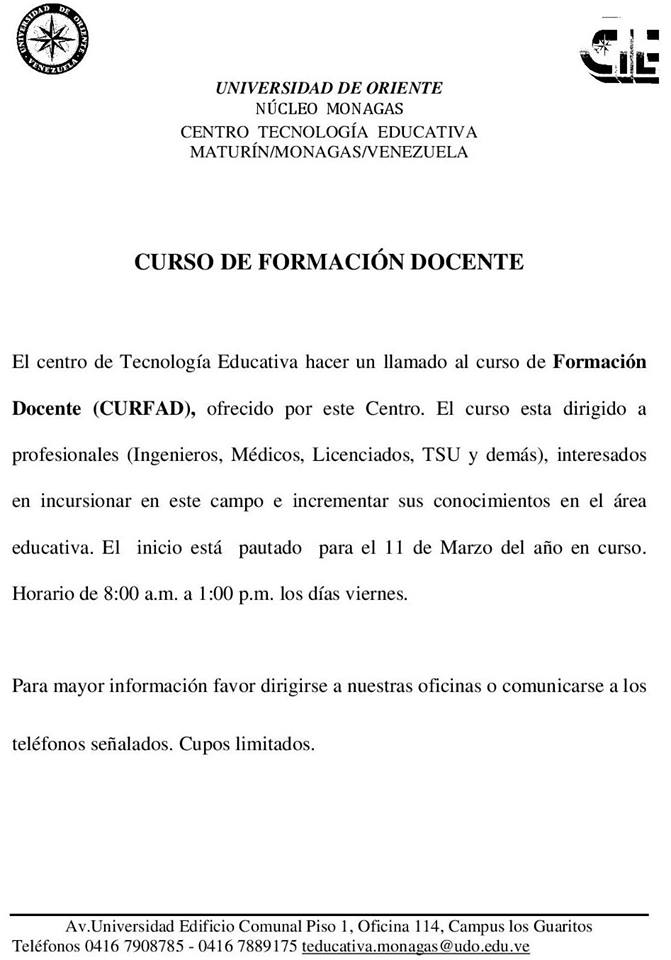 UNIVERSIDAD DE ORIENTE
VENEZUELA
CTE
UNIVERSIDAD DE ORIENTE
NÚCLEO MONAGAS
CENTRO TECNOLOGÍA EDUCATIVA
MATURÍN/MONAGAS/VENEZUELA
CURSO DE FORMACIÓN DOCENTE
El centro de Tecnología Educativa hacer un llamado al curso de Formación
Docente (CURFAD), ofrecido por este Centro. El curso esta dirigido a
profesionales (Ingenieros, Médicos, Licenciados, TSU y demás), interesados
en incursionar en este campo e incrementar sus conocimientos en el área
educativa. El inicio está pautado para el 11 de Marzo del año en curso.
Horario de 8:00 a.m. a 1:00 p.m. los días viernes.
Para mayor información favor dirigirse a nuestras oficinas o comunicarse a los
teléfonos señalados. Cupos limitados.
Av.Universidad Edificio Comunal Piso 1, Oficina 114, Campus los Guaritos
Teléfonos 0416 7908785 - 0416 7889175 teducativa.monagas@udo.edu.ve